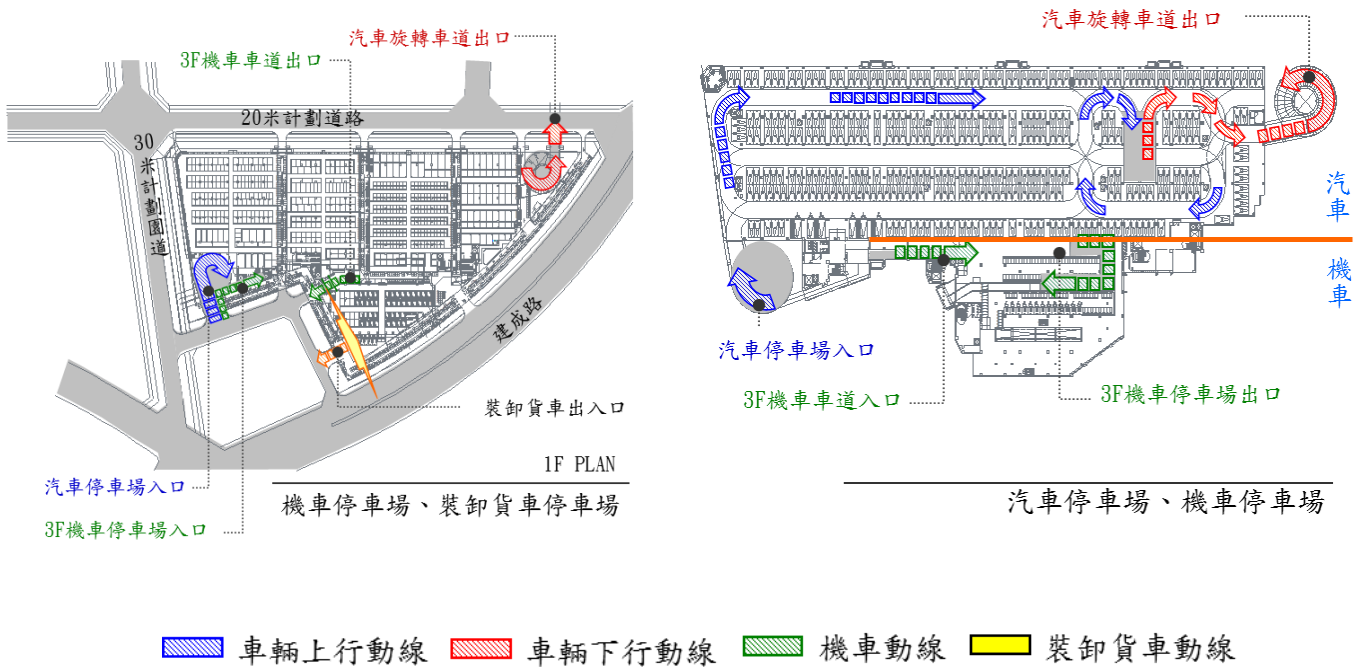 汽車旋轉車道出口
3F機車車道出口
20米計劃道路
30米計劃園道
建成路
裝卸貨車出入口
1F PLAN
汽車停車場入口
3F機車停車場入口
機車停車場、裝卸貨車停車場
汽車旋轉車道出口
汽車
機車
汽車停車場入口
3F機車車道入口
3F機車停車場出口
汽車停車場、機車停車場
車輛上行動線
車輛下行動線
機車動線
裝卸貨車動線